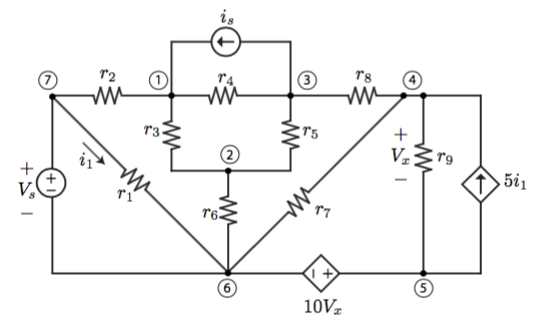 i_s
⑦ r_2 ① r_4 ③ r_8 ④
r_3 r_5
+ i_1 ② + V_x − r_9
V_s + − 5i_1
− r_1 r_6 r_7
− +
⑥ ⑤
10V_x